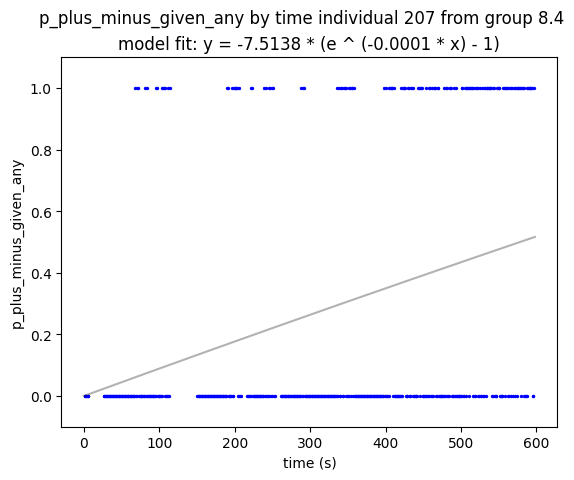 p_plus_minus_given_any by time individual 207 from group 8.4
model fit: y = -7.5138 * (e ^ (-0.0001 * x) - 1)
1.0
0.8
0.6
0.4
0.2
0.0
p_plus_minus_given_any
0 100 200 300 400 500 600
time (s)